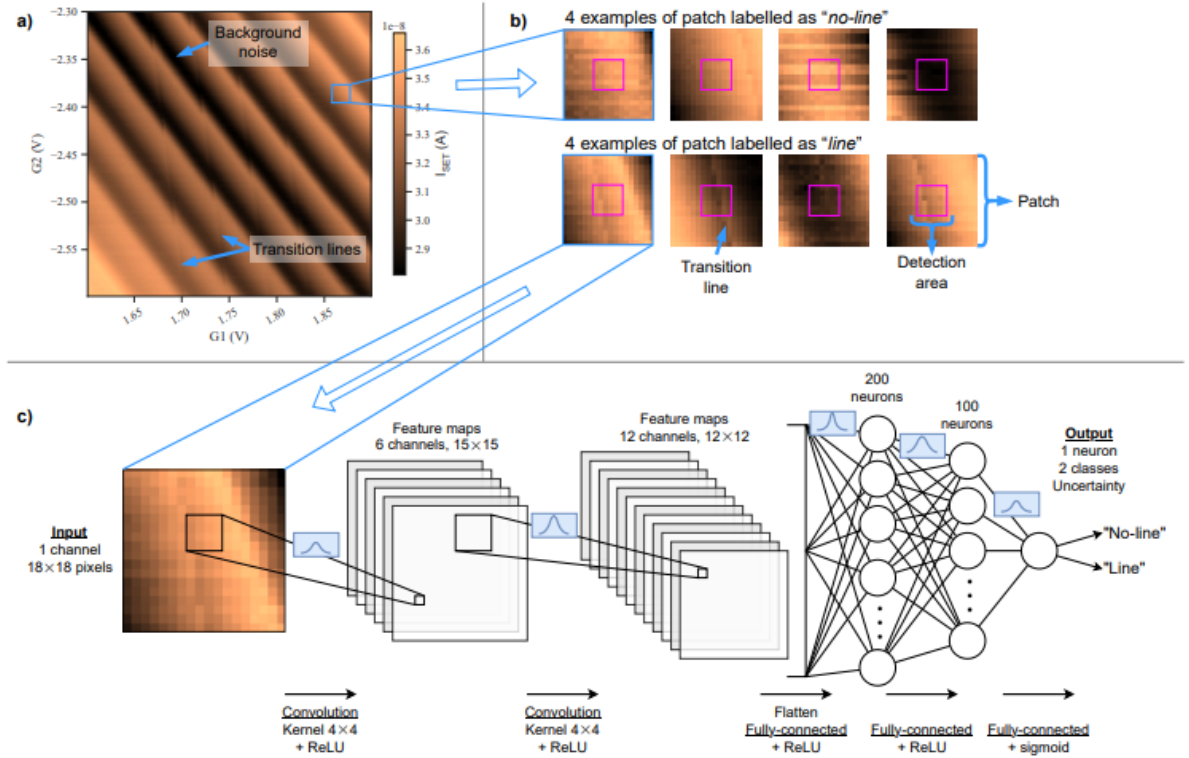 a)
Background
noise
Transition lines
1e−8
−2.30
−2.35
−2.40
−2.45
−2.50
−2.55
G2 (V)
1.65
1.70
1.75
1.80
1.85
G1 (V)
3.6
3.5
3.4
3.3
3.2
3.1
3.0
2.9
I_SET (A)
b)
4 examples of patch labelled as "no-line"
4 examples of patch labelled as "line"
Patch
Transition
line
Detection
area
c)
Input
1 channel
18×18 pixels
Feature maps
6 channels, 15×15
Feature maps
12 channels, 12×12
200
neurons
100
neurons
Output
1 neuron
2 classes
Uncertainty
"No-line"
"Line"
Convolution
Kernel 4×4
+ ReLU
Convolution
Kernel 4×4
+ ReLU
Flatten
Fully-connected
+ ReLU
Fully-connected
+ ReLU
Fully-connected
+ sigmoid